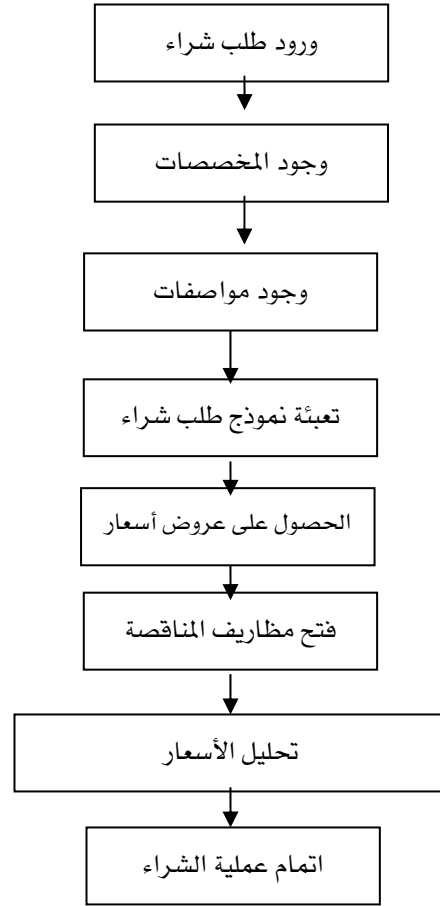 ورود طلب شراء
وجود المخصصات
وجود مواصفات
تعبئة نموذج طلب شراء
الحصول على عروض أسعار
فتح مظاريف المناقصة
تحليل الأسعار
اتمام عملية الشراء